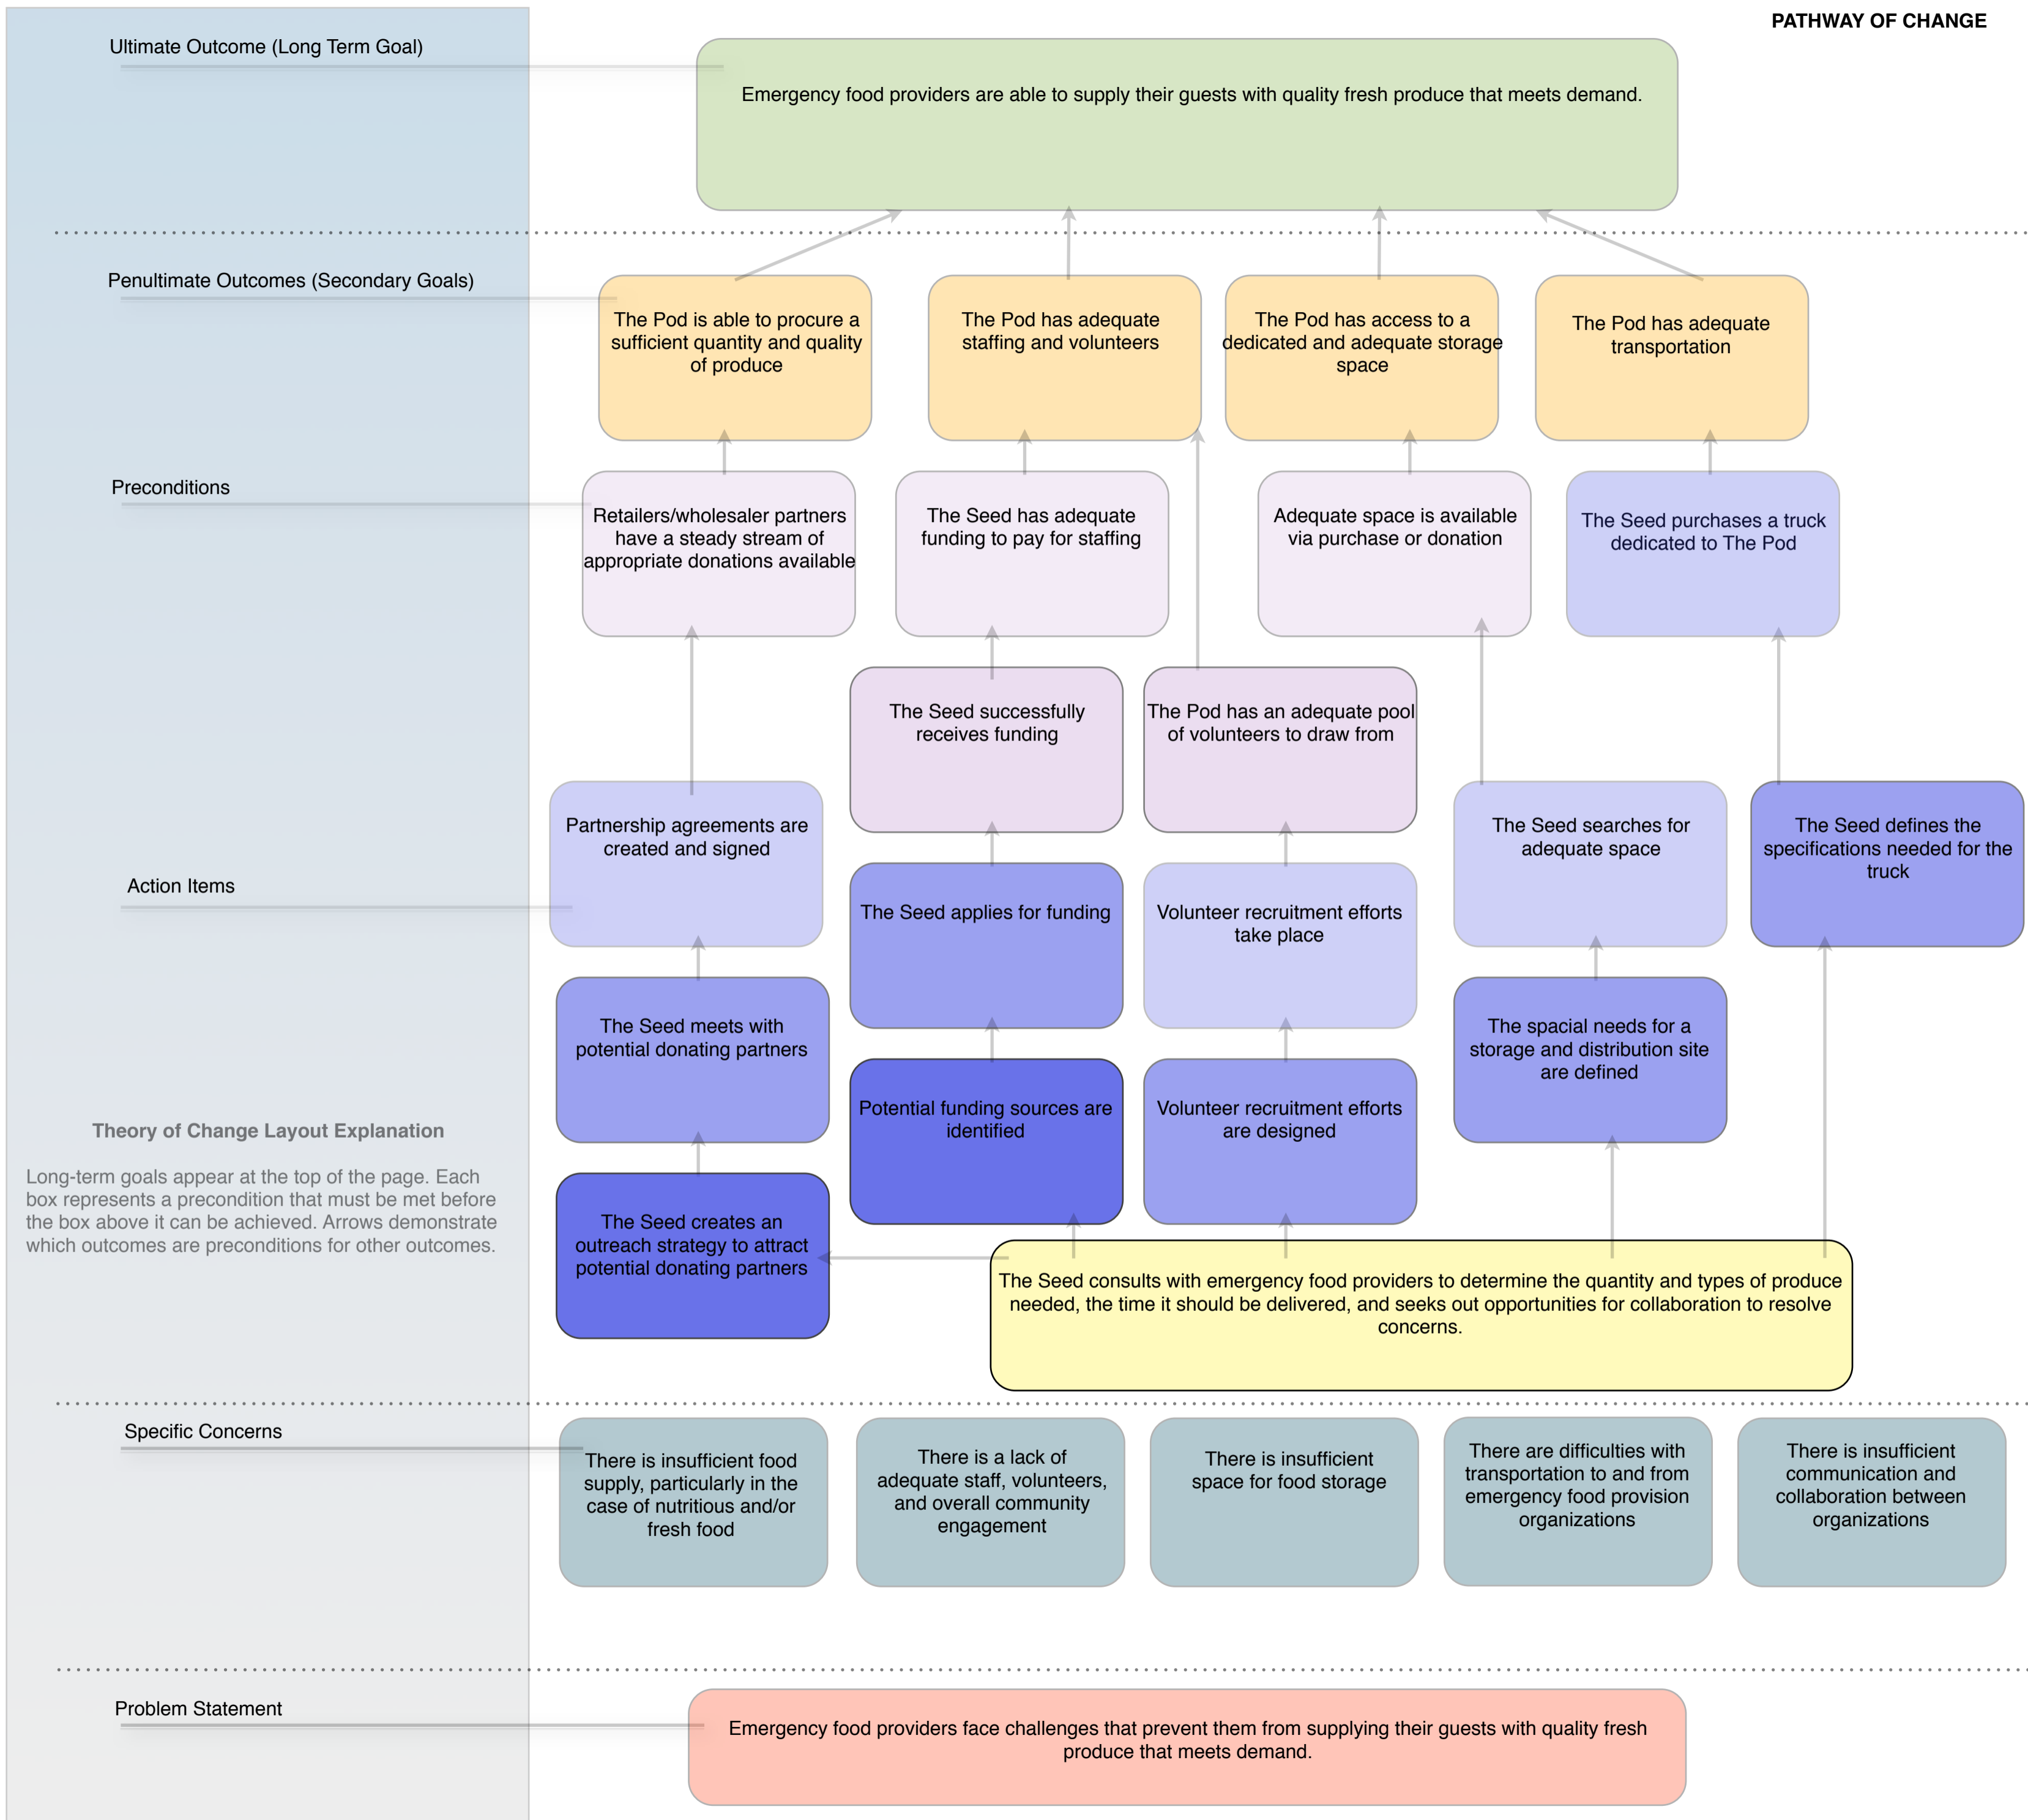 PATHWAY OF CHANGE
Ultimate Outcome (Long Term Goal)
Emergency food providers are able to supply their guests with quality fresh produce that meets demand.
Penultimate Outcomes (Secondary Goals)
The Pod is able to procure a
sufficient quantity and quality
of produce
The Pod has adequate
staffing and volunteers
The Pod has access to a
dedicated and adequate storage
space
The Pod has adequate
transportation
Preconditions
Retailers/wholesaler partners
have a steady stream of
appropriate donations available
The Seed has adequate
funding to pay for staffing
Adequate space is available
via purchase or donation
The Seed purchases a truck
dedicated to The Pod
The Seed successfully
receives funding
The Pod has an adequate pool
of volunteers to draw from
Action Items
Partnership agreements are
created and signed
The Seed applies for funding
Volunteer recruitment efforts
take place
The Seed searches for
adequate space
The Seed defines the
specifications needed for the
truck
The Seed meets with
potential donating partners
Potential funding sources are
identified
Volunteer recruitment efforts
are designed
The spacial needs for a
storage and distribution site
are defined
Theory of Change Layout Explanation
Long-term goals appear at the top of the page. Each
box represents a precondition that must be met before
the box above it can be achieved. Arrows demonstrate
which outcomes are preconditions for other outcomes.
The Seed creates an
outreach strategy to attract
potential donating partners
The Seed consults with emergency food providers to determine the quantity and types of produce
needed, the time it should be delivered, and seeks out opportunities for collaboration to resolve
concerns.
Specific Concerns
There is insufficient food
supply, particularly in the
case of nutritious and/or
fresh food
There is a lack of
adequate staff, volunteers,
and overall community
engagement
There is insufficient
space for food storage
There are difficulties with
transportation to and from
emergency food provision
organizations
There is insufficient
communication and
collaboration between
organizations
Problem Statement
Emergency food providers face challenges that prevent them from supplying their guests with quality fresh
produce that meets demand.